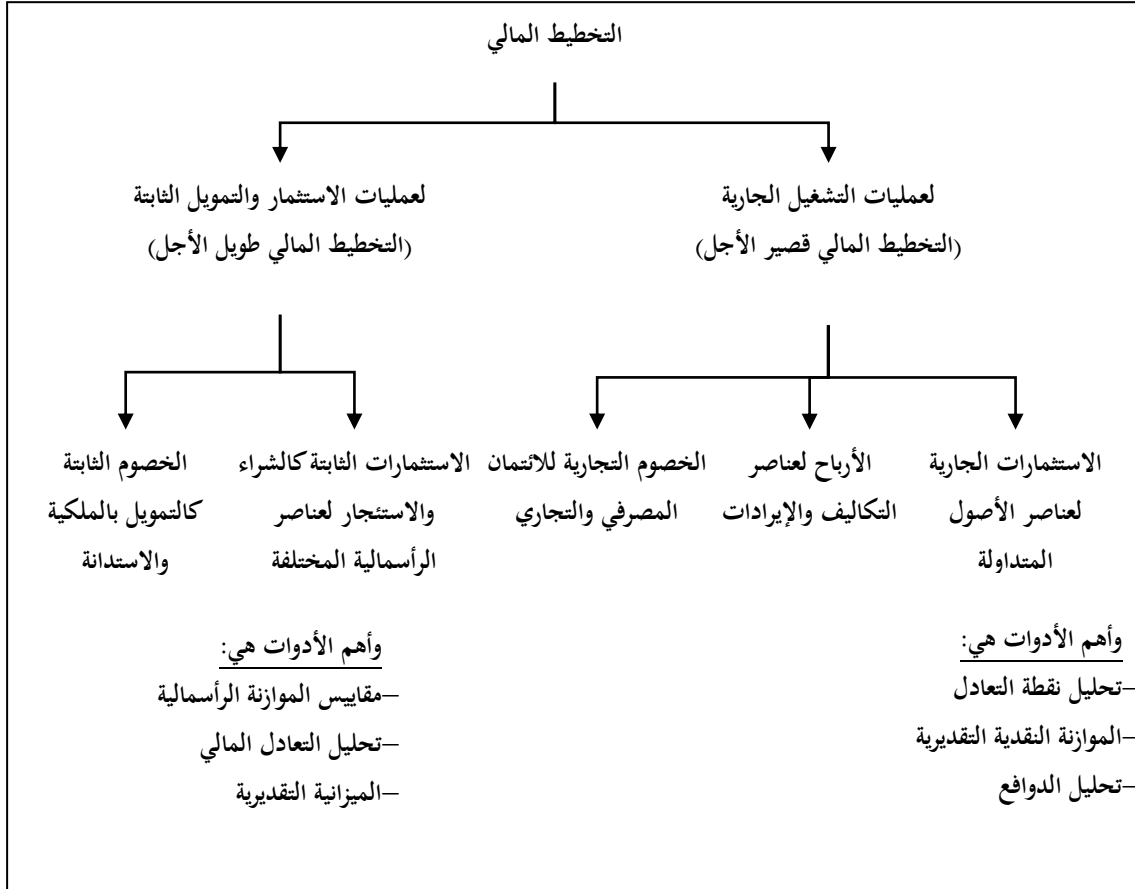 التخطيط المالي
لعمليات التشغيل الجارية
(التخطيط المالي قصير الأجل)
لعمليات الاستثمار والتمويل الثابتة
(التخطيط المالي طويل الأجل)
الاستثمارات الجارية
لعناصر الأصول
المتداولة
الأرباح لعناصر
التكاليف والإيرادات
الخصوم التجارية للائتمان
المصرفي والتجاري
الاستثمارات الثابتة كالشراء
والاستئجار لعناصر
الرأسمالية المختلفة
الخصوم الثابتة
كالتمويل بالملكية
والاستدانة
وأهم الأدوات هي:
–تحليل نقطة التعادل
–الموازنة النقدية التقديرية
–تحليل الدوافع
وأهم الأدوات هي:
–مقاييس الموازنة الرأسمالية
–تحليل التعادل المالي
–الميزانية التقديرية